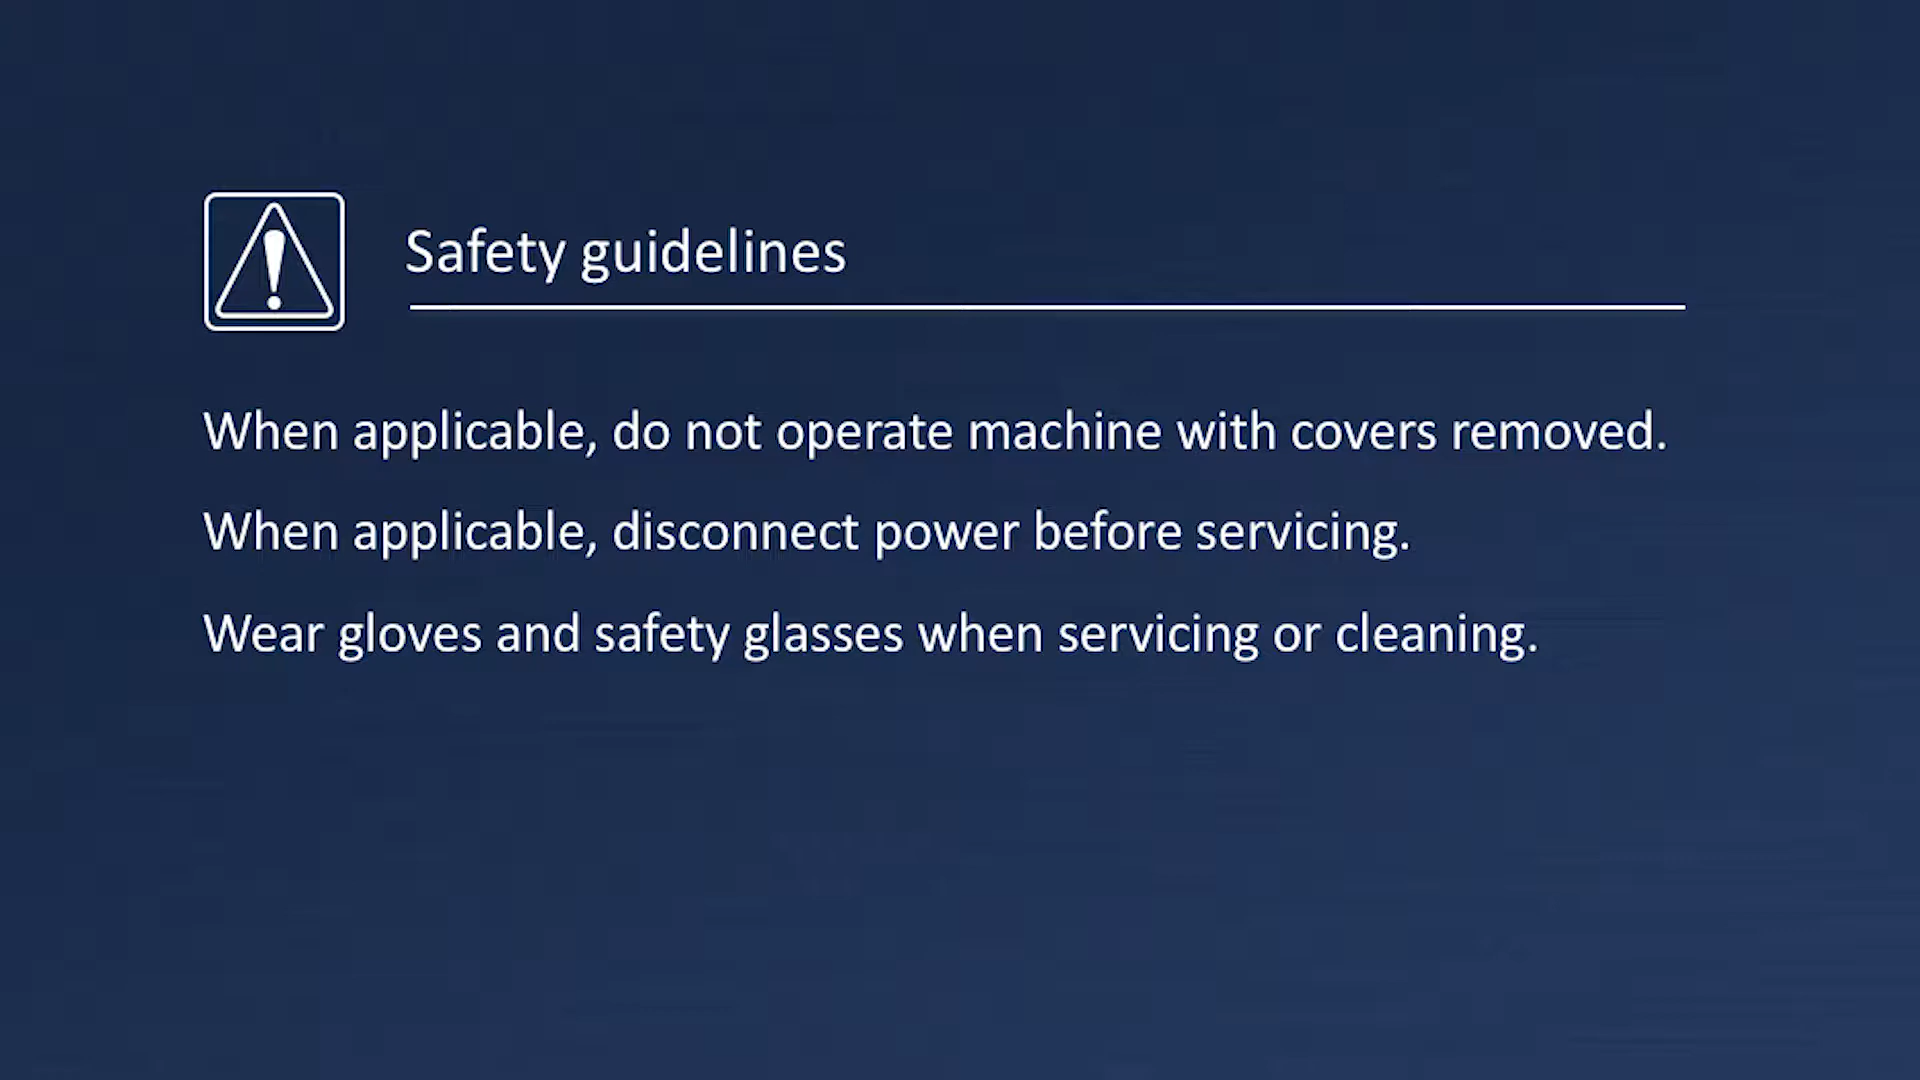 Safety guidelines
When applicable, do not operate machine with covers removed.
When applicable, disconnect power before servicing.
Wear gloves and safety glasses when servicing or cleaning.